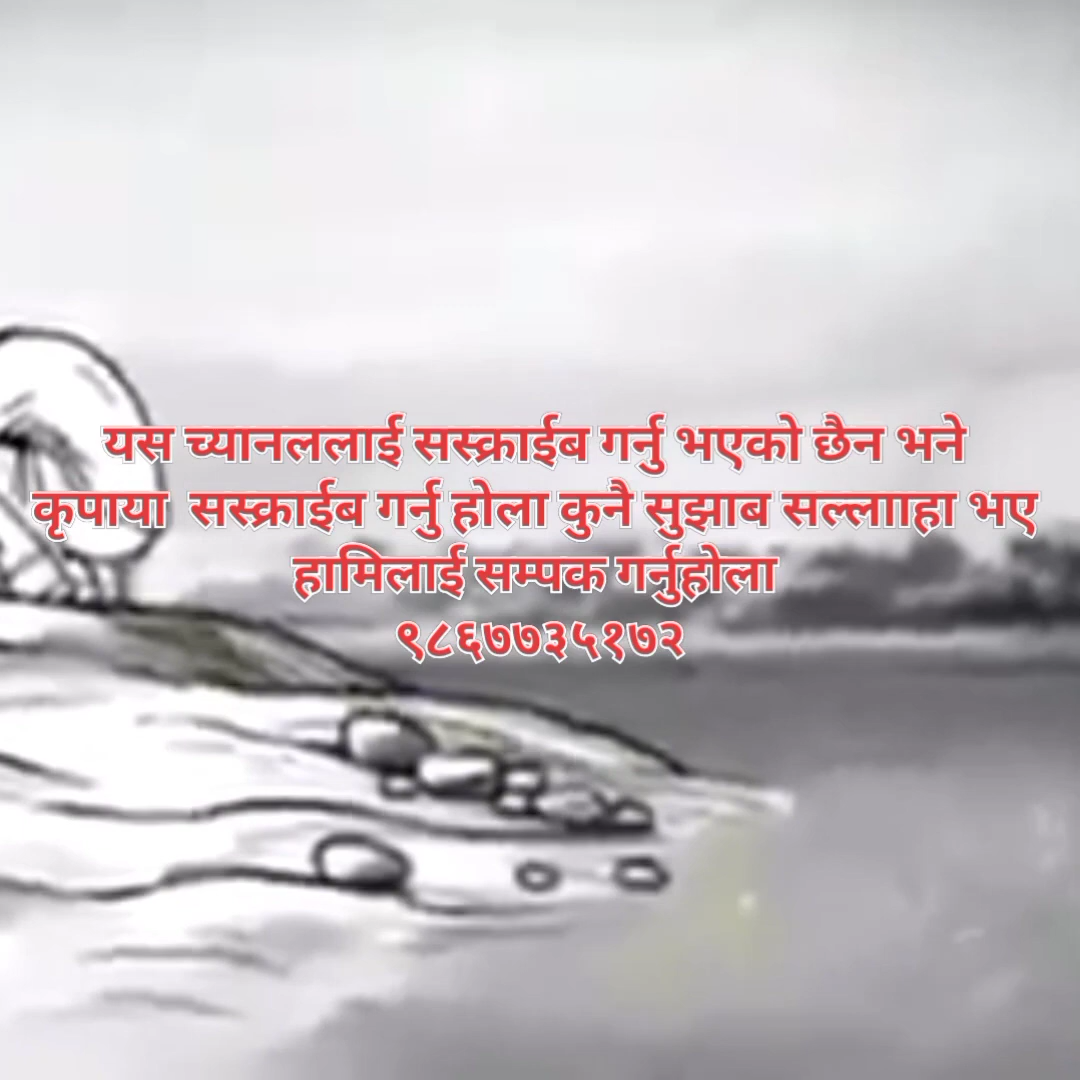 यस च्यानललाई सस्क्राईब गर्नु भएको छैन भने
कृपाया सस्क्राईब गर्नु होला कुनै सुझाब सल्लााहा भए
हामिलाई सम्पक गर्नुहोला
९८६७७३५१७२